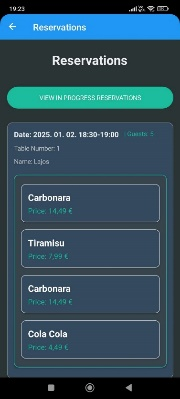 19:23
Reservations
Reservations
VIEW IN PROGRESS RESERVATIONS
Date: 2025. 01. 02. 18:30-19:00 Guests: 5
Table Number: 1
Name: Lajos
Carbonara
Price: 14,49 €
Tiramisu
Price: 7,99 €
Carbonara
Price: 14,49 €
Cola Cola
Price: 4,49 €